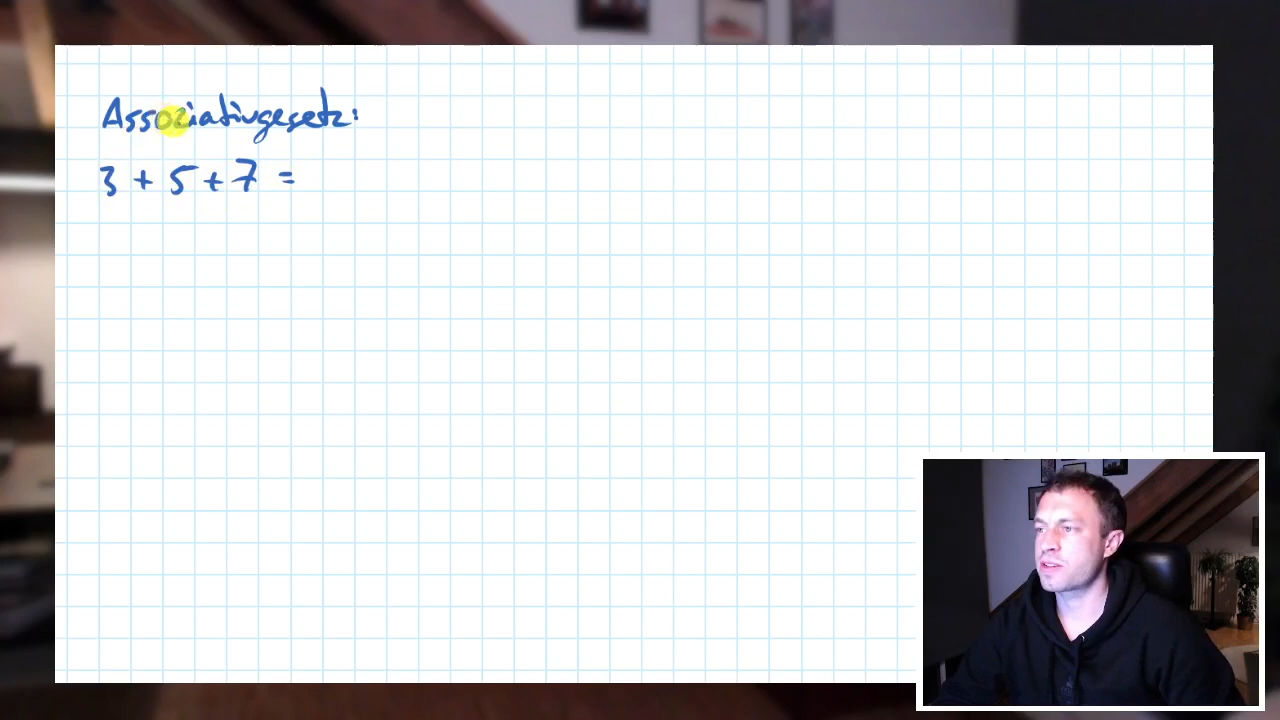 Assoziativgesetz:
3 + 5 + 7 =